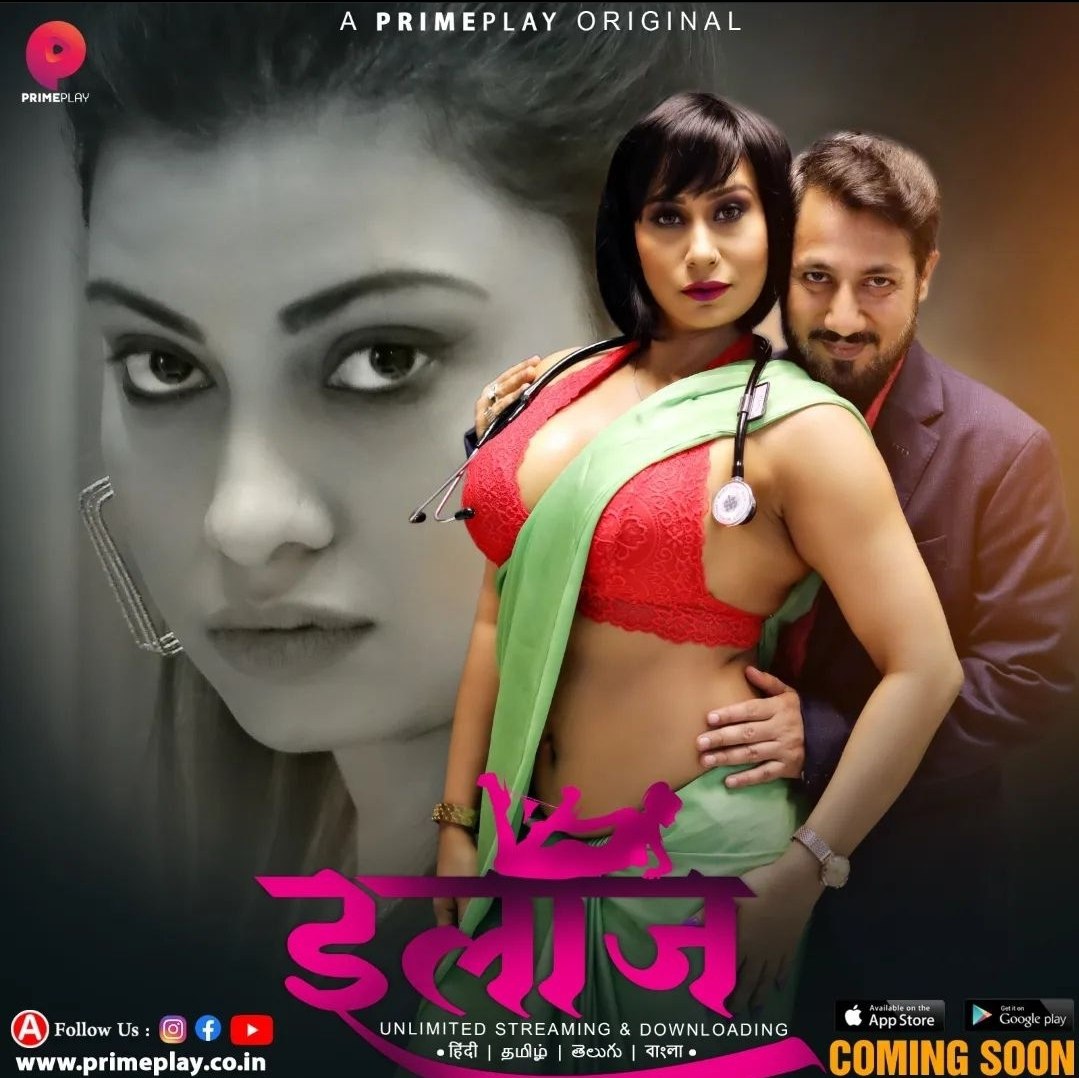 A PRIMEPLAY ORIGINAL
PRIMEPLAY
इलाज
UNLIMITED STREAMING & DOWNLOADING
• हिंदी | தமிழ் | తెలుగు | বাংলা •
A Follow Us :
www.primeplay.co.in
Available on the
App Store
Get it on
Google play
COMING SOON